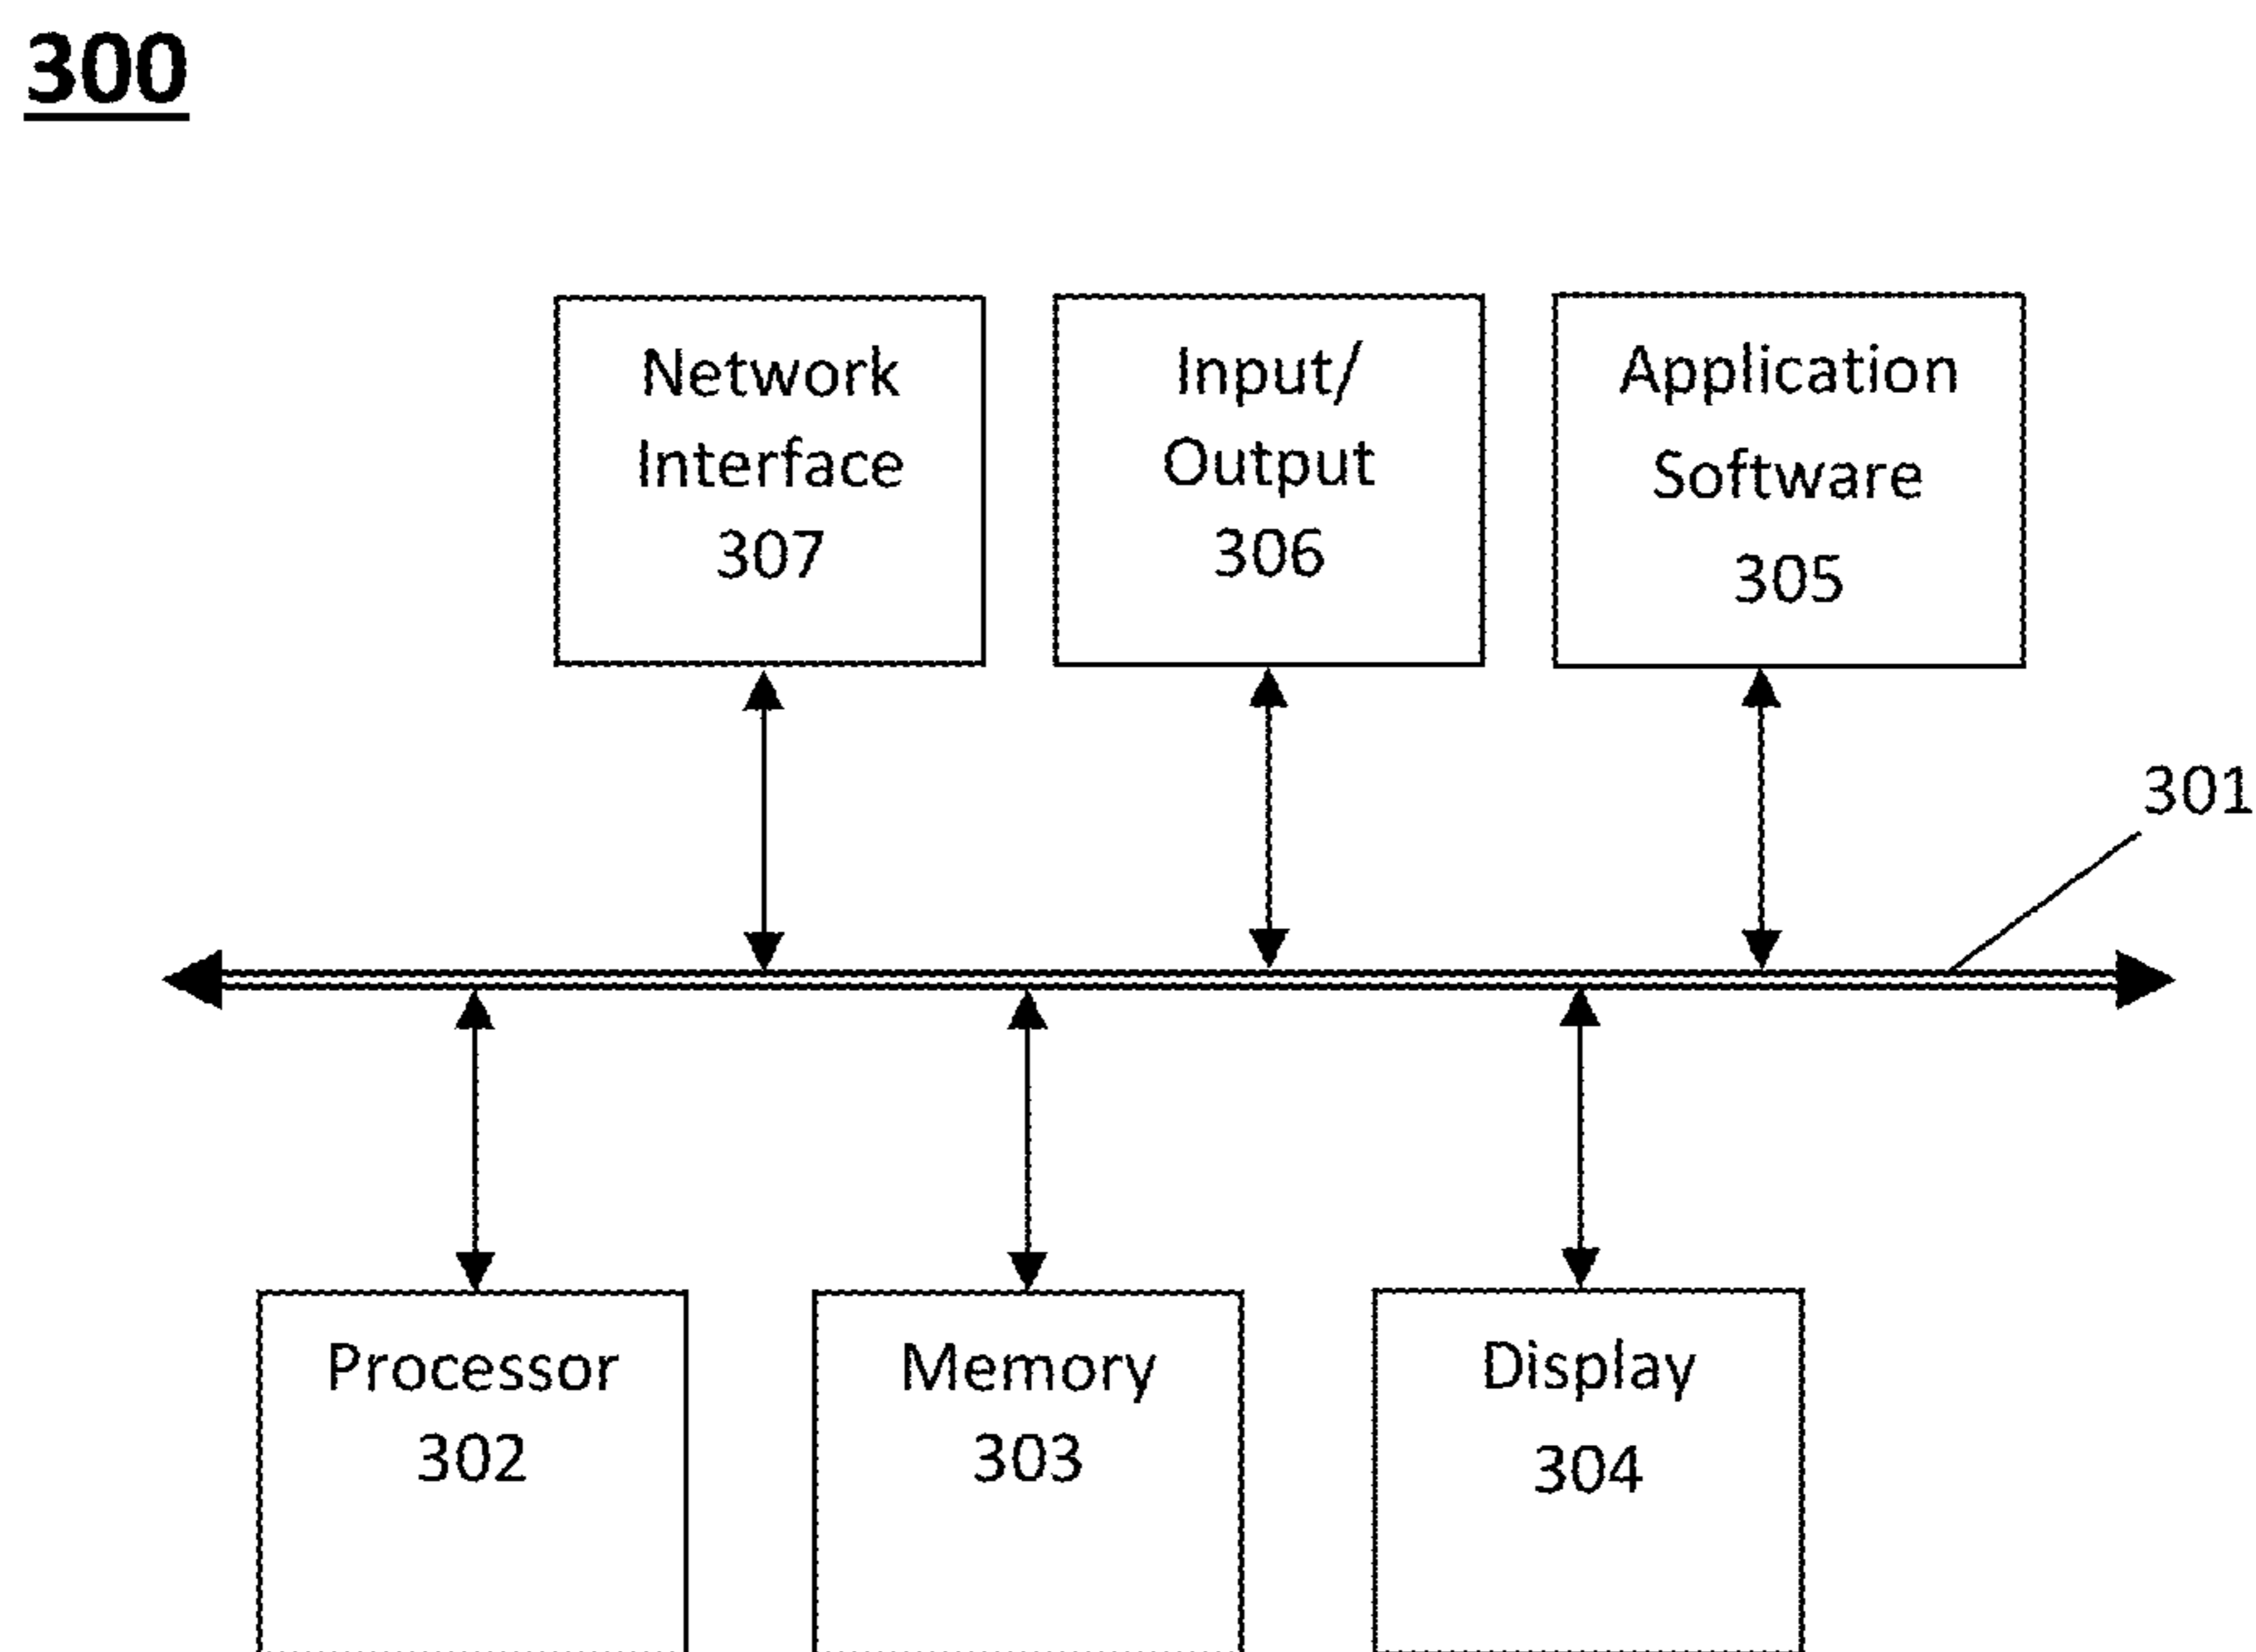 300
Network
Interface
307
Input/
Output
306
Application
Software
305
301
Processor
302
Memory
303
Display
304